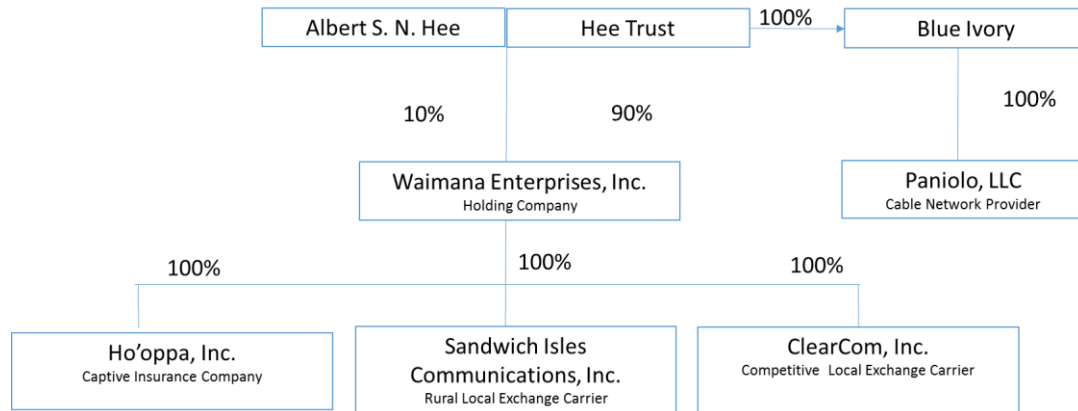 Albert S. N. Hee
Hee Trust
100%
Blue Ivory
10%
90%
100%
Waimana Enterprises, Inc.
Holding Company
Paniolo, LLC
Cable Network Provider
100%
100%
100%
Ho'oppa, Inc.
Captive Insurance Company
Sandwich Isles
Communications, Inc.
Rural Local Exchange Carrier
ClearCom, Inc.
Competitive Local Exchange Carrier